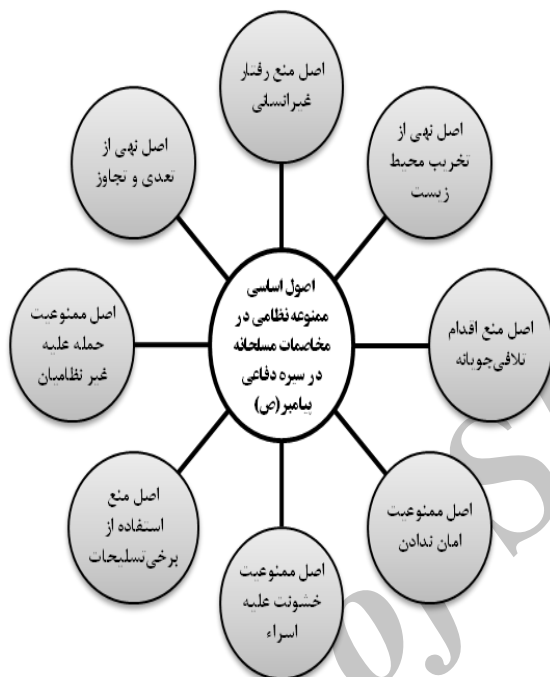 اصل منع رفتار
غیرانسانی
اصل نهی از
تخریب محیط
زیست
اصل منع اقدام
تلافی‌جویانه
اصل ممنوعیت
امان ندادن
اصل ممنوعیت
خشونت علیه
اسراء
اصل منع
استفاده از
برخی‌تسلیحات
اصل ممنوعیت
حمله علیه
غیر نظامیان
اصل نهی از
تعدی و تجاوز
اصول اساسی
ممنوعه نظامی در
مخاصمات مسلحانه
در سیره دفاعی
پیامبر(ص)